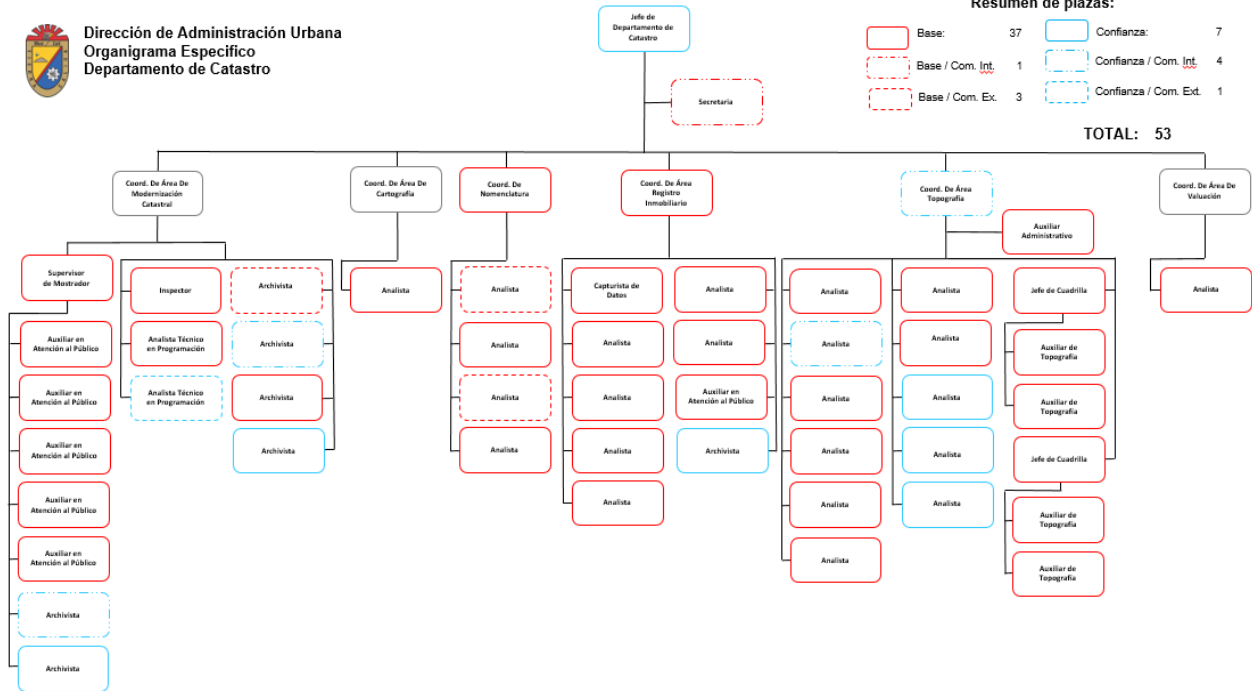 Dirección de Administración Urbana
Organigrama Especifico
Departamento de Catastro
Jefe de
Departamento de
Catastro
Secretaria
Resumen de plazas:
Base: 37
Confianza: 7
Base / Com. Int. 1
Confianza / Com. Int. 4
Base / Com. Ex. 3
Confianza / Com. Ext. 1
TOTAL: 53
Coord. De Área De
Modernización
Catastral
Coord. De Área De
Cartografía
Coord. De
Nomenclatura
Coord. De Área
Registro
Inmobiliario
Coord. De Área
Topografía
Coord. De Área De
Valuación
Auxiliar
Administrativo
Supervisor
de Mostrador
Auxiliar en
Atención al Público
Auxiliar en
Atención al Público
Auxiliar en
Atención al Público
Auxiliar en
Atención al Público
Auxiliar en
Atención al Público
Archivista
Archivista
Inspector
Analista Técnico
en Programación
Analista Técnico
en Programación
Archivista
Archivista
Archivista
Archivista
Analista
Analista
Analista
Analista
Analista
Capturista de
Datos
Analista
Analista
Analista
Analista
Analista
Analista
Auxiliar en
Atención al Público
Archivista
Analista
Analista
Analista
Analista
Analista
Analista
Analista
Analista
Analista
Analista
Analista
Jefe de Cuadrilla
Auxiliar de
Topografía
Auxiliar de
Topografía
Jefe de Cuadrilla
Auxiliar de
Topografía
Auxiliar de
Topografía
Analista